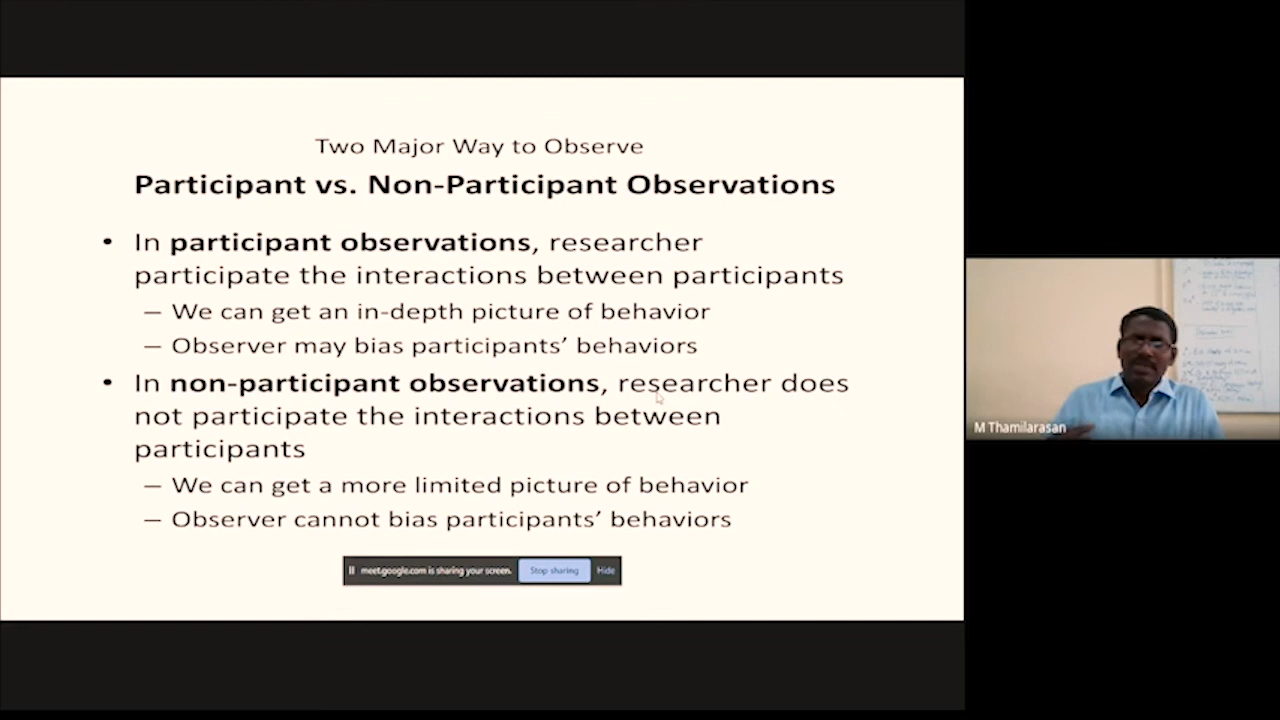 Two Major Way to Observe
Participant vs. Non-Participant Observations
• In participant observations, researcher
participate the interactions between participants
– We can get an in-depth picture of behavior
– Observer may bias participants’ behaviors
• In non-participant observations, researcher does
not participate the interactions between
participants
– We can get a more limited picture of behavior
– Observer cannot bias participants’ behaviors
meet.google.com is sharing your screen. Stop sharing Hide
M Thamilarasan